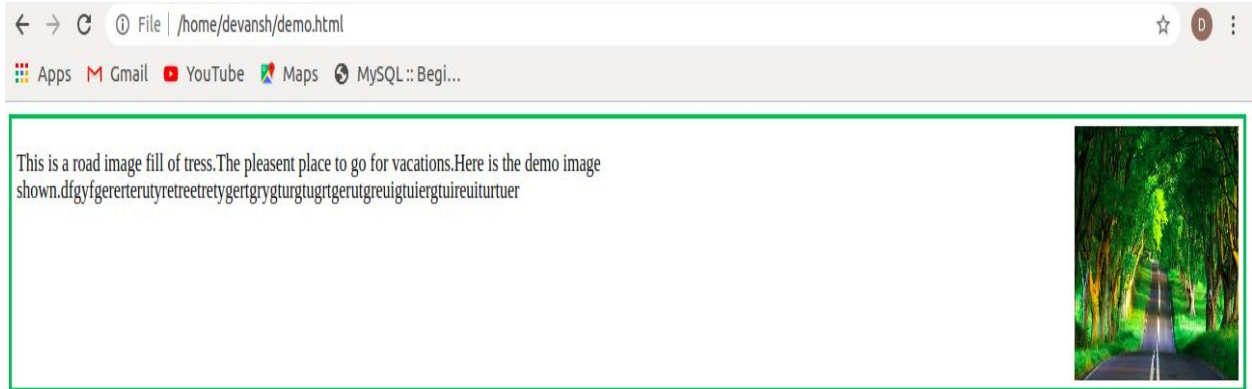 File | /home/devansh/demo.html
D
Apps Gmail YouTube Maps MySQL :: Begi...
This is a road image fill of tress.The pleasent place to go for vacations.Here is the demo image
shown.dfgyfgererterutyretreetretygertgrygturgtugrtgerutgreuigtuiergtuireuiturtuer